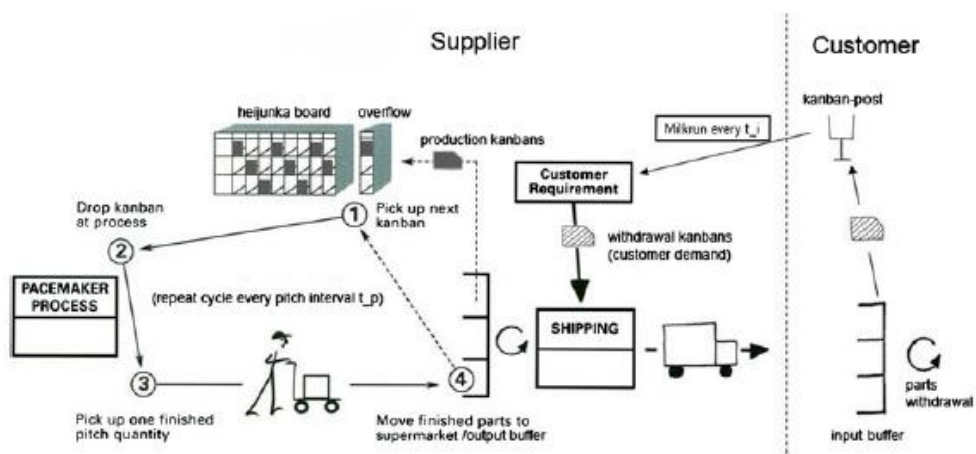 Supplier
Customer
heijunka board
overflow
kanban-post
production kanbans
Milkrun every t_i
Customer
Requirement
Drop kanban
at process
1
Pick up next
kanban
2
withdrawal kanbans
(customer demand)
PACEMAKER
PROCESS
(repeat cycle every pitch interval t_p)
SHIPPING
3
4
Pick up one finished
pitch quantity
Move finished parts to
supermarket /output buffer
parts
withdrawal
input buffer